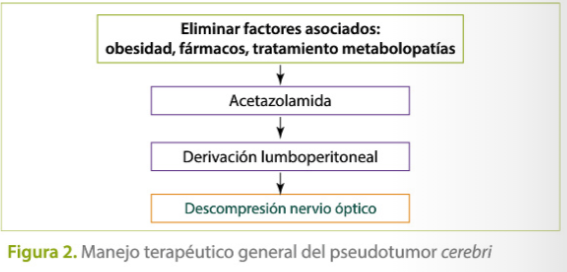 Eliminar factores asociados:
obesidad, fármacos, tratamiento metabolopatías
Acetazolamida
Derivación lumboperitoneal
Descompresión nervio óptico
Figura 2. Manejo terapéutico general del pseudotumor cerebri